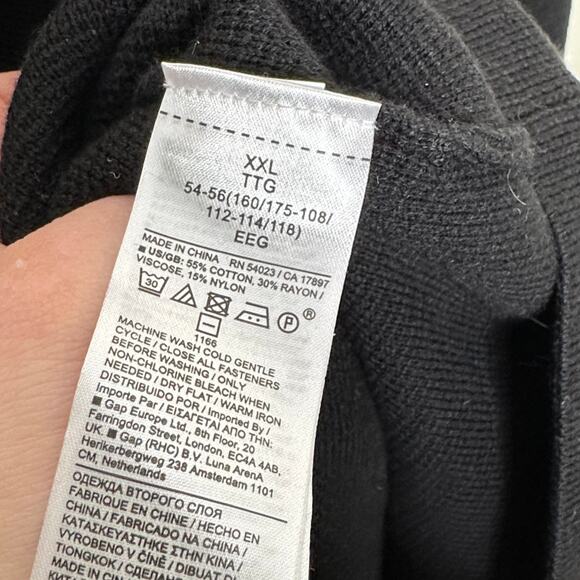 XXL
TTG
54-56(160/175-108/
112-114/118)
EEG
MADE IN CHINA RN 54023 / CA 17897
■ US/GB: 55% COTTON, 30% RAYON /
VISCOSE, 15% NYLON
30 P ®
1166
MACHINE WASH COLD GENTLE
CYCLE / CLOSE ALL FASTENERS
BEFORE WASHING / ONLY
NON-CHLORINE BLEACH WHEN
NEEDED / DRY FLAT / WARM IRON
DISTRIBUIDO POR / Imported By /
Importe Par / ΕΙΣΑΓΕΤΑΙ ΑΠΟ ΤΗΝ:
■ Gap Europe Ltd., 8th Floor, 20
Farringdon Street, London, EC4A 4AB,
UK. ■ Gap (RHC) B.V. Luna ArenA
Herikerbergweg 238 Amsterdam 1101
CM, Netherlands
ОДЕЖДА ВТОРОГО СЛОЯ
FABRIQUE EN CHINE / HECHO EN
CHINA / FABRICADO NA CHINA /
ΚΑΤΑΣΚΕΥΑΣΤΗΚΕ ΣΤΗΝ ΚΙΝΑ /
VYROBENO V ČÍNĚ / DIBUAT DI
TIONGKOK / СДЕЛАНО